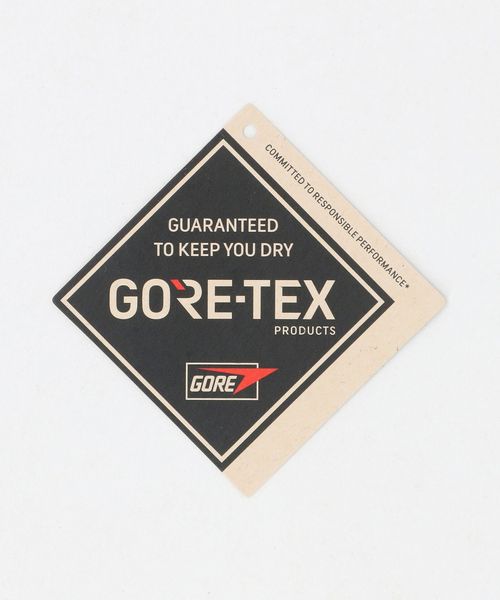 COMMITTED TO RESPONSIBLE PERFORMANCE*
GUARANTEED
TO KEEP YOU DRY
GORE-TEX
PRODUCTS
GORE